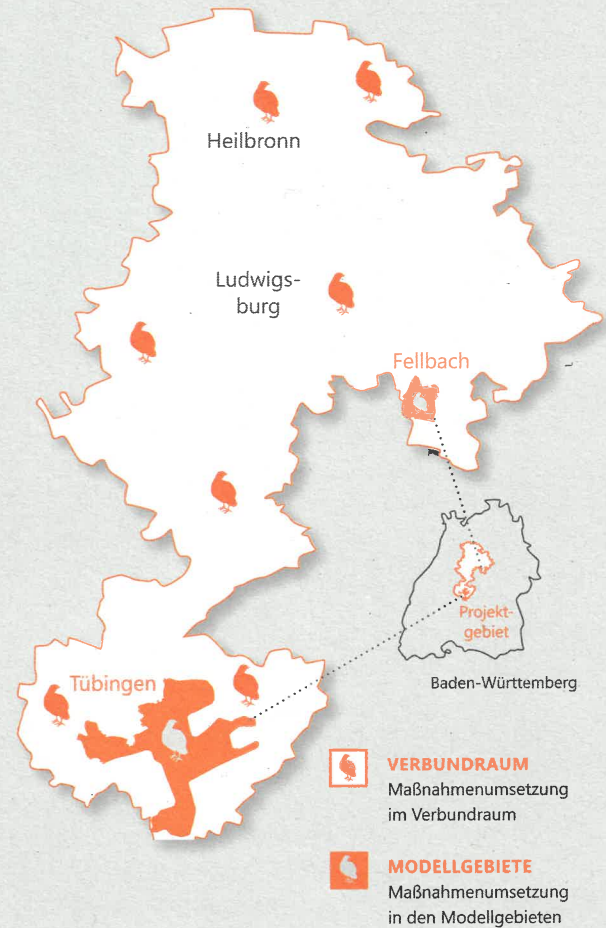 Heilbronn
Ludwigs-
burg
Fellbach
Projekt-
gebiet
Tübingen
Baden-Württemberg
VERBUNDRAUM
Maßnahmenumsetzung
im Verbundraum
MODELLGEBIETE
Maßnahmenumsetzung
in den Modellgebieten